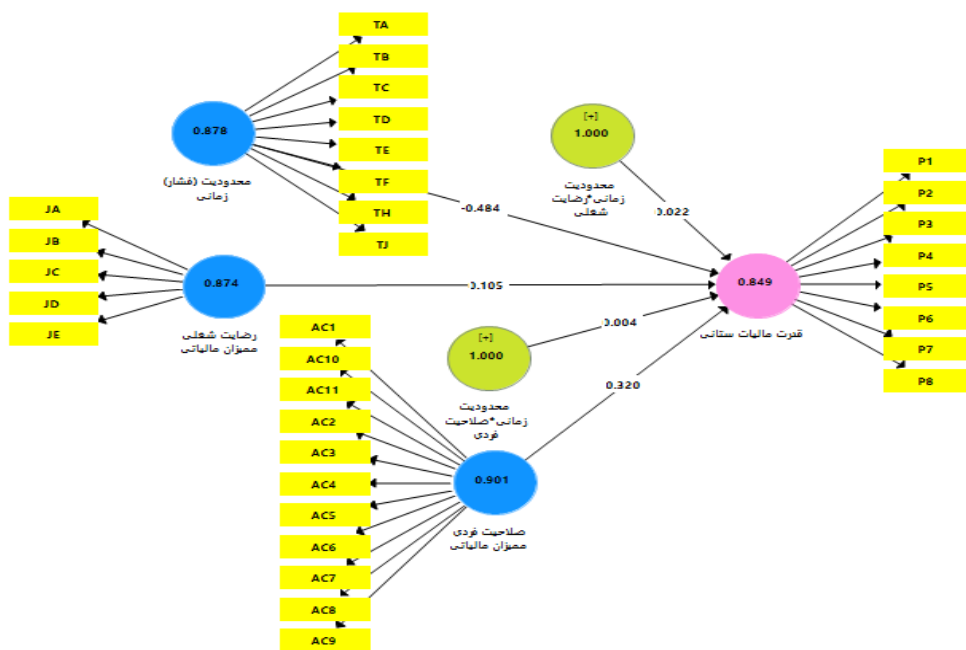 TA
TB
TC
TD
TE
TF
TH
TJ
0.878
محدودیت (فشار)
زمانی
[+]
1.000
محدودیت
زمانی*رضایت
شغلی
-0.484
0.022
JA
JB
JC
JD
JE
0.874
رضایت شغلی
ممیزان مالیاتی
0.105
P1
P2
P3
P4
P5
P6
P7
P8
0.849
قدرت مالیات ستانی
[+]
1.000
محدودیت
زمانی*صلاحیت
فردی
0.004
0.320
AC1
AC10
AC11
AC2
AC3
AC4
AC5
AC6
AC7
AC8
AC9
0.901
صلاحیت فردی
ممیزان مالیاتی